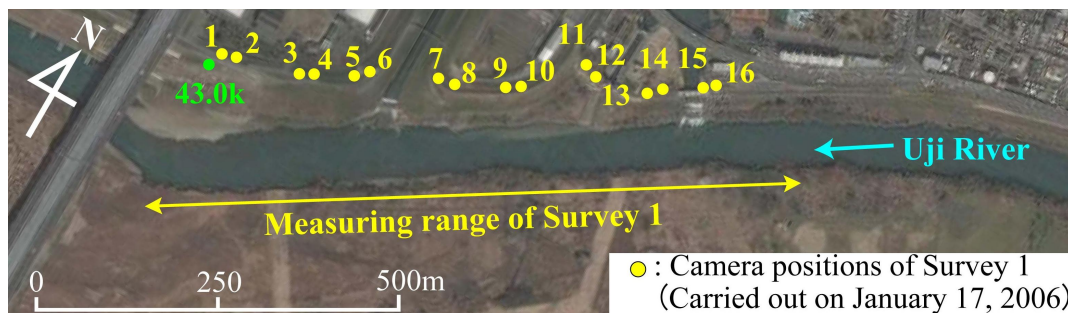 N
1 2 3 4 5 6 7 8 9 10 11 12 13 14 15 16
43.0k
Uji River
Measuring range of Survey 1
0 250 500m
: Camera positions of Survey 1
(Carried out on January 17, 2006)